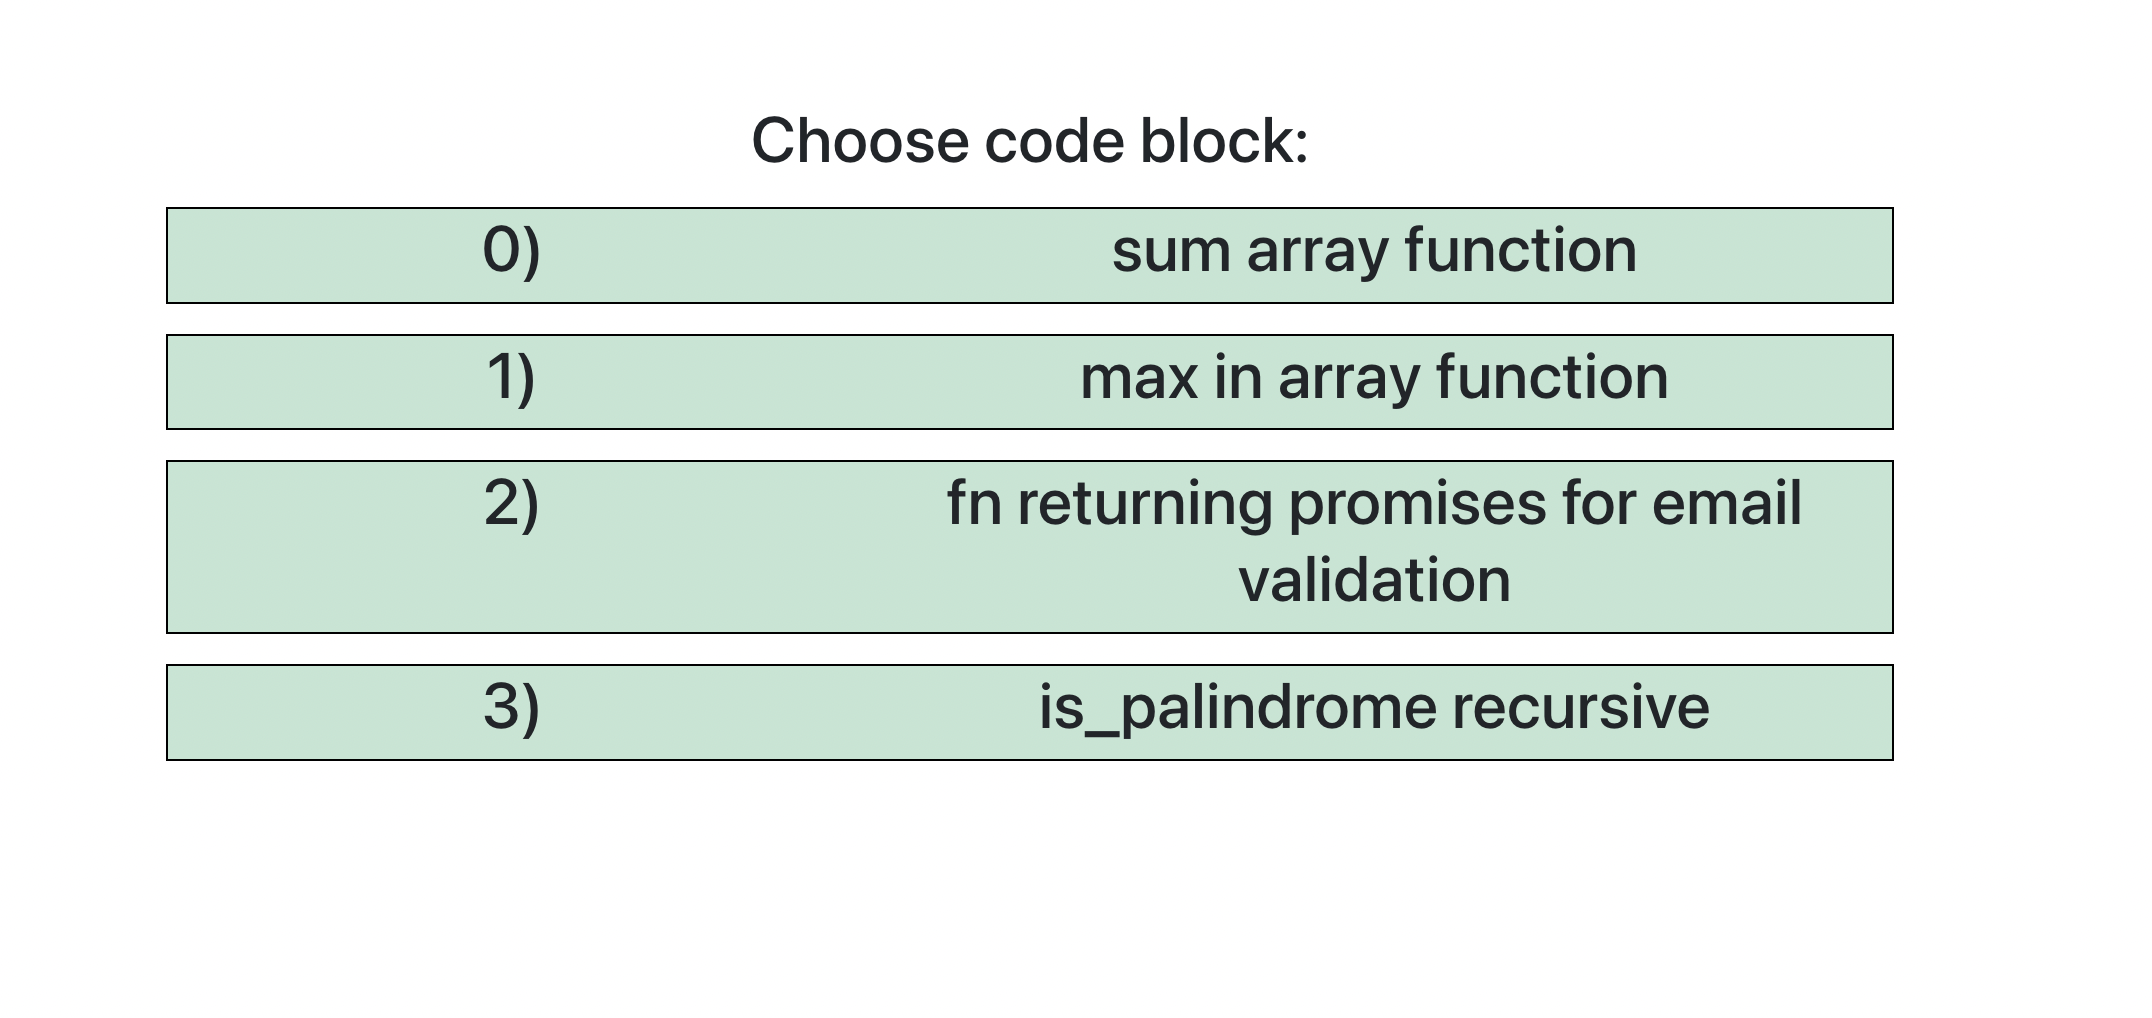 Choose code block:
0) sum array function
1) max in array function
2) fn returning promises for email
validation
3) is_palindrome recursive